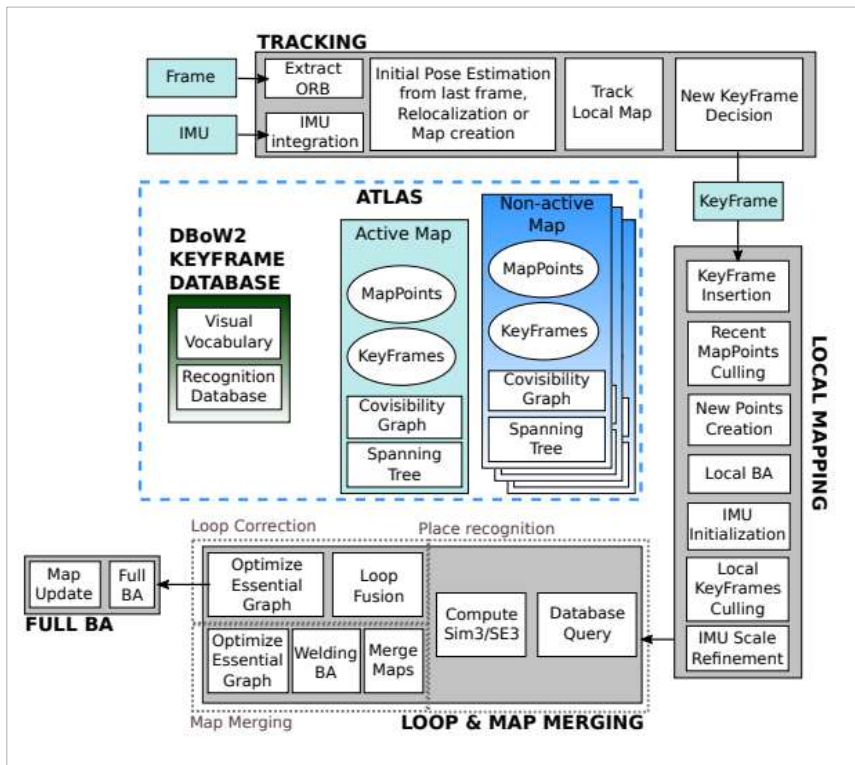 TRACKING
Frame
IMU
Extract
ORB
IMU
integration
Initial Pose Estimation
from last frame,
Relocalization or
Map creation
Track
Local Map
New KeyFrame
Decision
KeyFrame
ATLAS
DBoW2
KEYFRAME
DATABASE
Visual
Vocabulary
Recognition
Database
Active Map
MapPoints
KeyFrames
Covisibility
Graph
Spanning
Tree
Non-active
Map
MapPoints
KeyFrames
Covisibility
Graph
Spanning
Tree
LOCAL MAPPING
KeyFrame
Insertion
Recent
MapPoints
Culling
New Points
Creation
Local BA
IMU
Initialization
Local
KeyFrames
Culling
IMU Scale
Refinement
Place recognition
Database
Query
Compute
Sim3/SE3
LOOP & MAP MERGING
Loop Correction
Optimize
Essential
Graph
Loop
Fusion
Optimize
Essential
Graph
Welding
BA
Merge
Maps
Map Merging
Map
Update
Full
BA
FULL BA